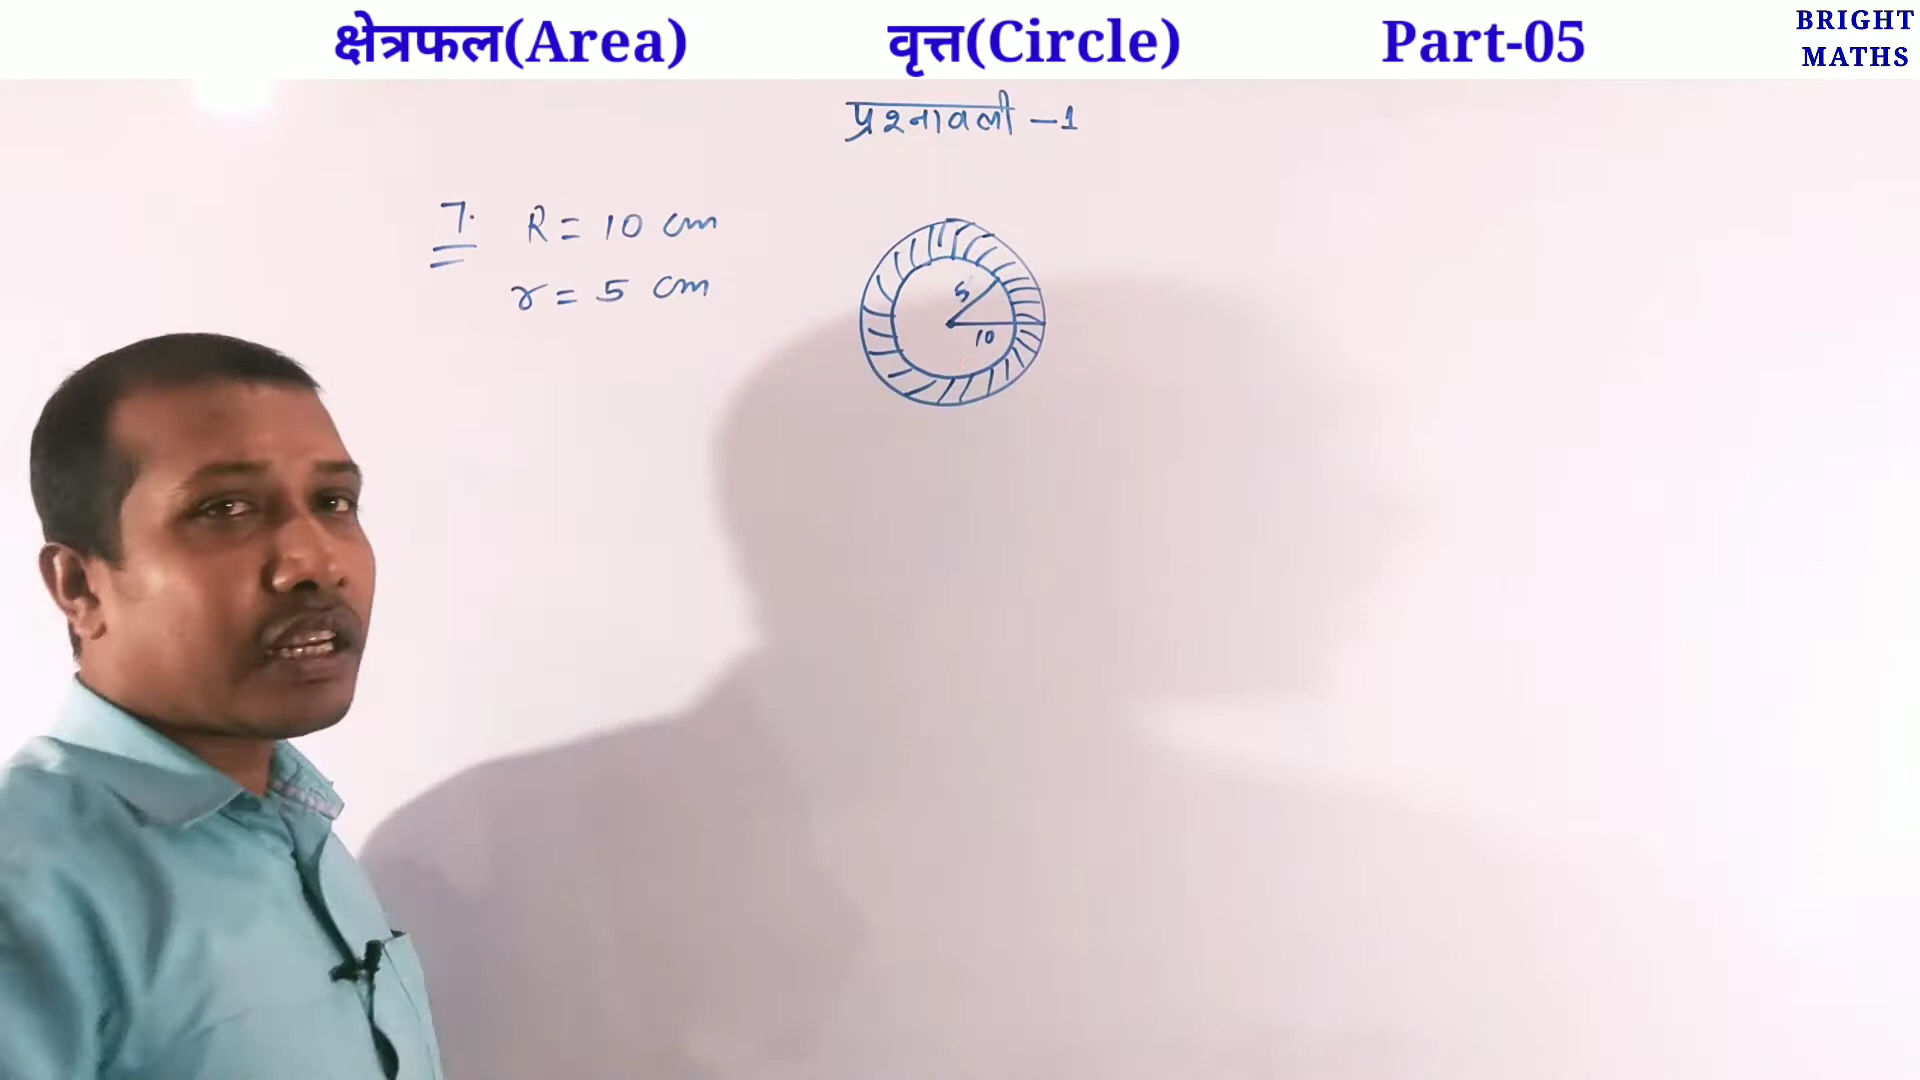 क्षेत्रफल(Area) वृत्त(Circle) Part-05
BRIGHT
MATHS
प्रश्नावली -1
7. R = 10 cm
r = 5 cm
5
10